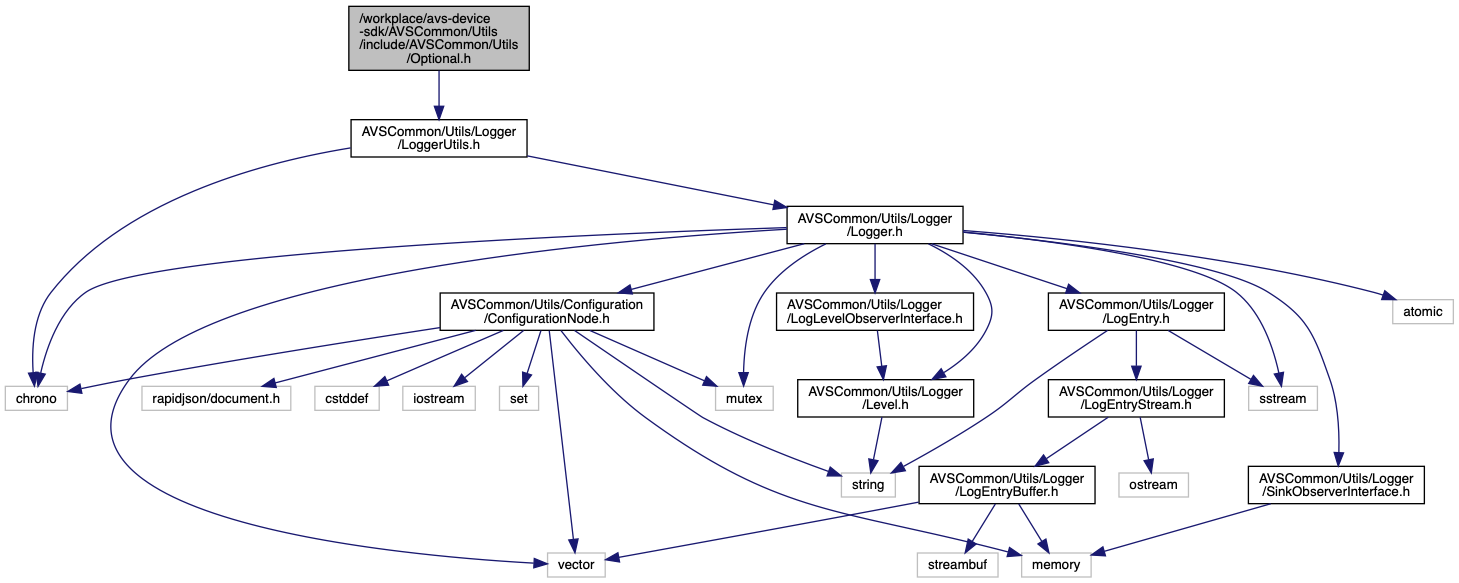 /workplace/avs-device
-sdk/AVSCommon/Utils
/include/AVSCommon/Utils
/Optional.h
AVSCommon/Utils/Logger
/LoggerUtils.h
AVSCommon/Utils/Logger
/Logger.h
AVSCommon/Utils/Configuration
/ConfigurationNode.h
AVSCommon/Utils/Logger
/LogLevelObserverInterface.h
AVSCommon/Utils/Logger
/LogEntry.h
atomic
chrono
rapidjson/document.h
cstddef
iostream
set
mutex
AVSCommon/Utils/Logger
/Level.h
AVSCommon/Utils/Logger
/LogEntryStream.h
sstream
string
AVSCommon/Utils/Logger
/LogEntryBuffer.h
ostream
AVSCommon/Utils/Logger
/SinkObserverInterface.h
vector
streambuf
memory